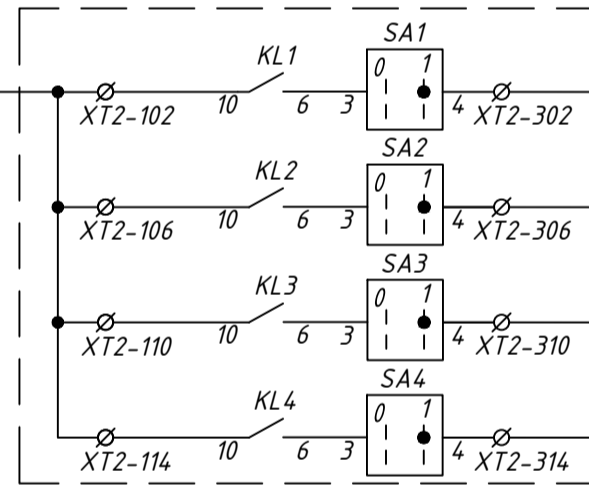 SA1
KL1 0 1
XT2-102 10 6 3 4 XT2-302
SA2
KL2 0 1
XT2-106 10 6 3 4 XT2-306
SA3
KL3 0 1
XT2-110 10 6 3 4 XT2-310
SA4
KL4 0 1
XT2-114 10 6 3 4 XT2-314